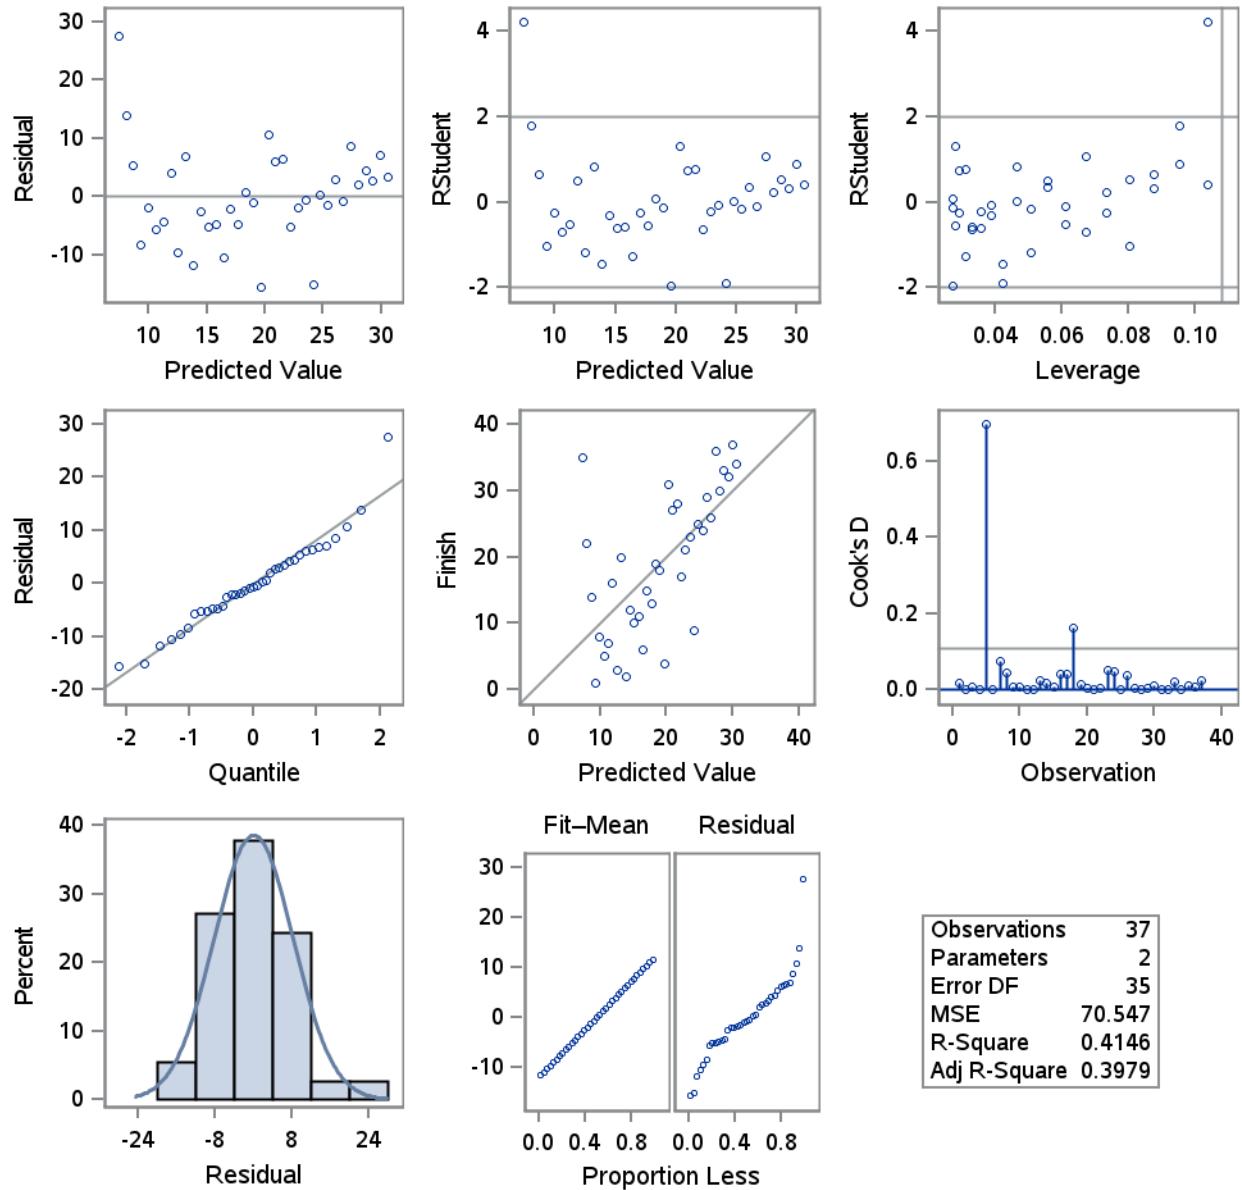 30
20
10
0
-10
Residual
10 15 20 25 30
Predicted Value
4
2
0
-2
RStudent
10 15 20 25 30
Predicted Value
4
2
0
-2
RStudent
0.04 0.06 0.08 0.10
Leverage
30
20
10
0
-10
-20
Residual
-2 -1 0 1 2
Quantile
40
30
20
10
0
Finish
0 10 20 30 40
Predicted Value
0.6
0.4
0.2
0.0
Cook's D
0 10 20 30 40
Observation
40
30
20
10
0
Percent
-24 -8 8 24
Residual
Fit–Mean Residual
30
20
10
0
-10
0.0 0.4 0.8 0.0 0.4 0.8
Proportion Less
Observations 37
Parameters 2
Error DF 35
MSE 70.547
R-Square 0.4146
Adj R-Square 0.3979